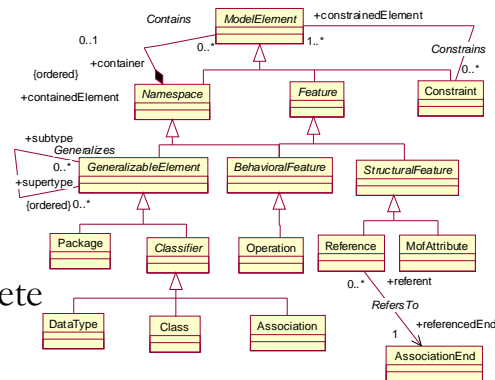 Contains
ModelElement
+constrainedElement
0..1
0..*
1..*
Constrains
+container
{ordered}
0..*
+containedElement
Namespace
Feature
Constraint
+subtype
Generalizes
0..*
GeneralizableElement
BehavioralFeature
StructuralFeature
+supertype
{ordered}
0..*
Package
Classifier
Operation
Reference
MofAttribute
0..*
+referent
ete
RefersTo
DataType
Class
Association
1
+referencedEnd
AssociationEnd